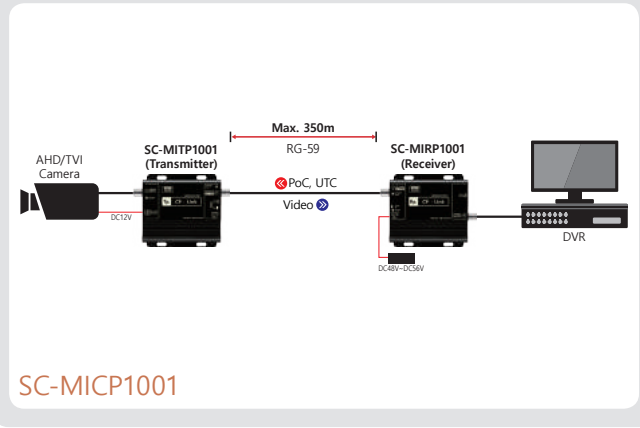 Max. 350m
RG-59
SC-MITP1001
(Transmitter)
SC-MIRP1001
(Receiver)
AHD/TVI
Camera
PoC, UTC
Video
DC12V
DC48V~DC56V
DVR
SC-MICP1001